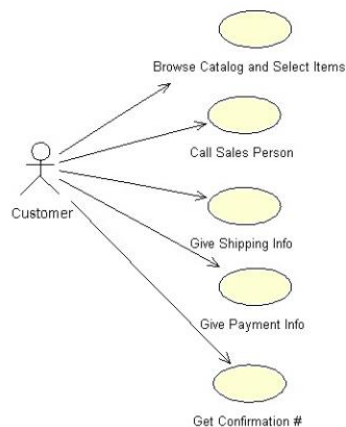 Browse Catalog and Select Items
Call Sales Person
Customer
Give Shipping Info
Give Payment Info
Get Confirmation #